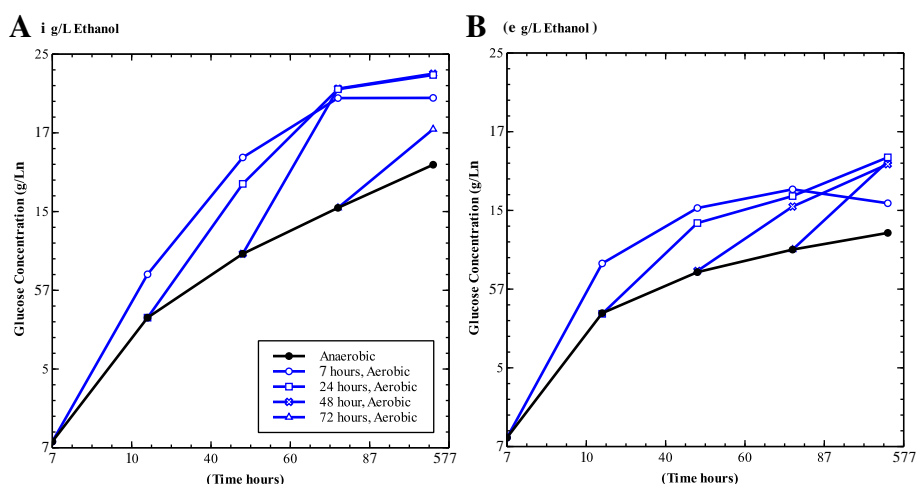 A i g/L Ethanol
25
17
15
57
5
7
Glucose Concentration (g/Ln
Anaerobic
7 hours, Aerobic
24 hours, Aerobic
48 hour, Aerobic
72 hours, Aerobic
7 10 40 60 87 577
(Time hours)
B (e g/L Ethanol )
25
17
15
57
5
7
Glucose Concentration (g/Ln
7 10 40 60 87 577
(Time hours)